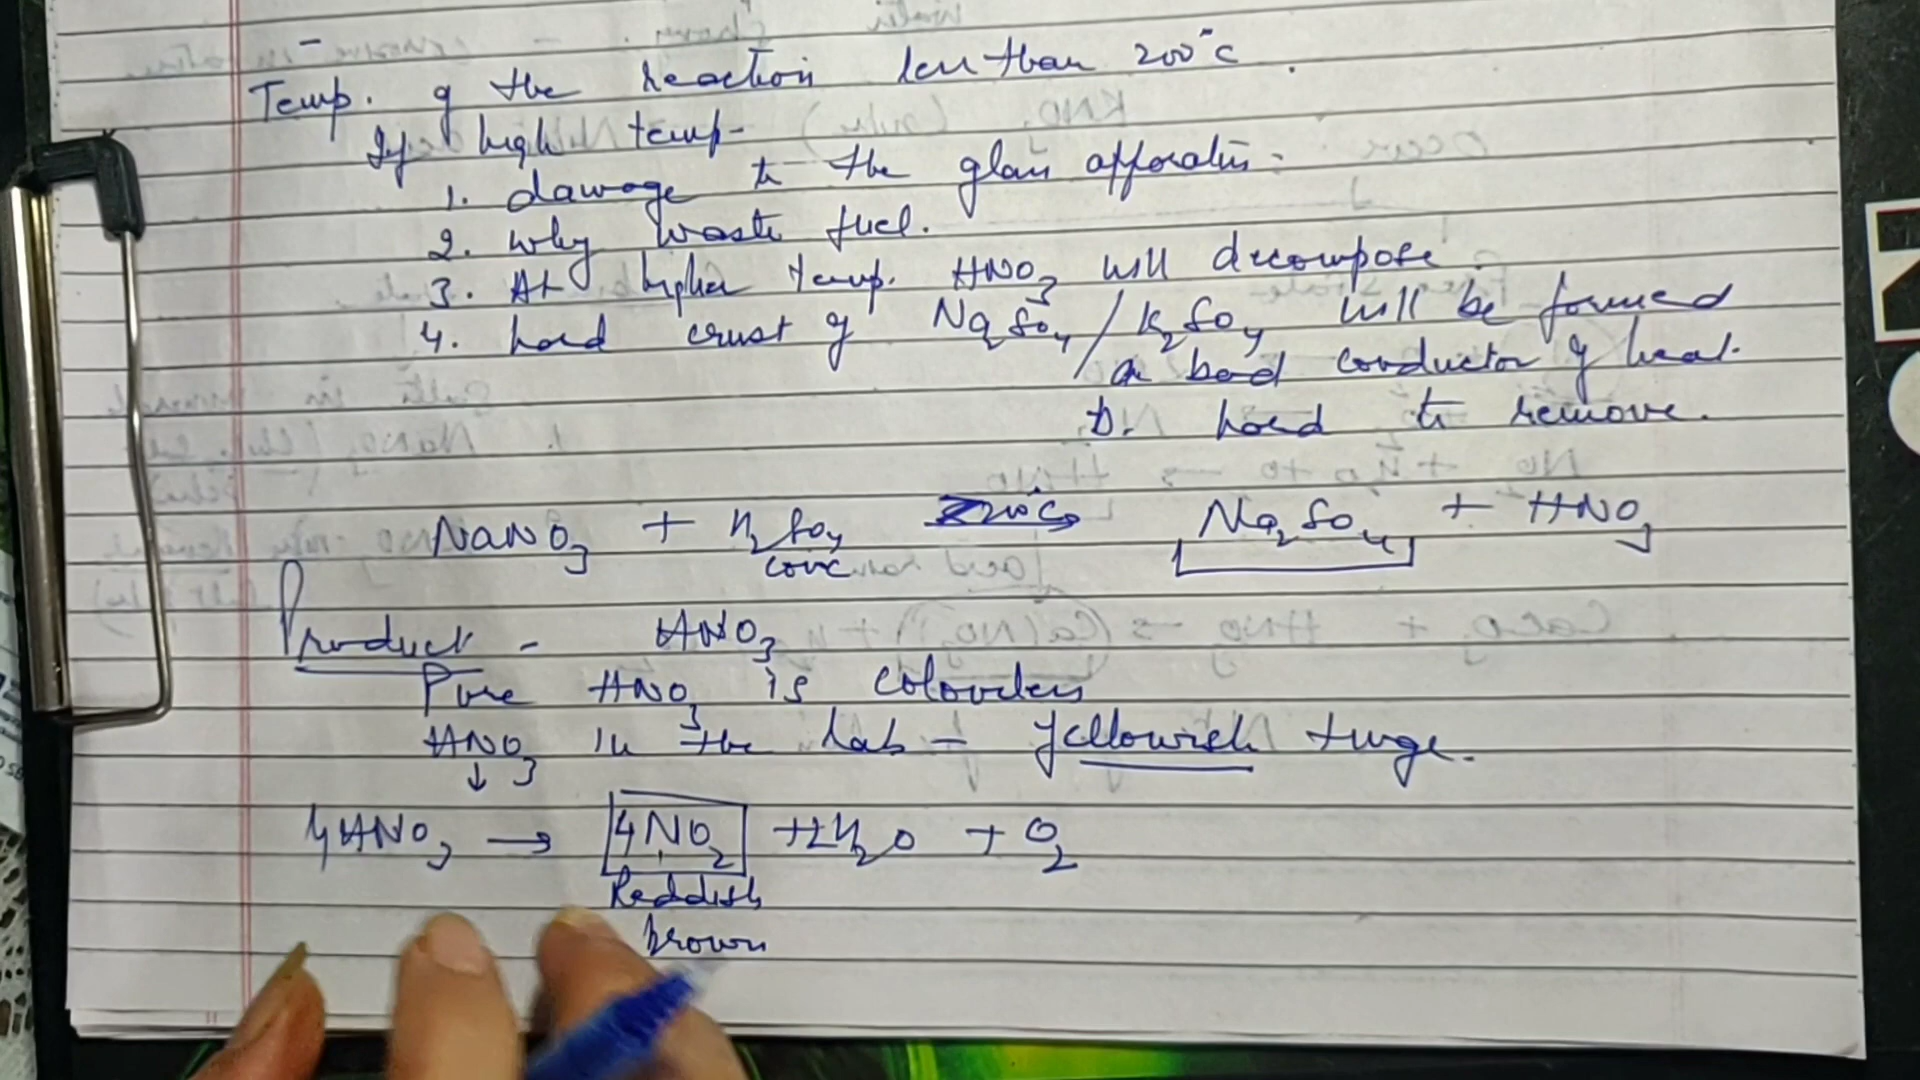 Temp. of the reaction less than 200°c.
If high temp-
1. damage to the glass apparatus.
2. why waste fuel.
3. At higher temp. HNO₃ will decompose
4. hard crust of Na₂SO₄/K₂SO₄ will be formed
a bad conductor of heat.
b. hard to remove.
NaNO₃ + H₂SO₄ → Na₂SO₄ + HNO₃
conc
Product - HNO₃
Pure HNO₃ is colourless
HNO₃ in the lab - yellowish tinge.
↓
4HNO₃ → 4NO₂ + 2H₂O + O₂
Reddish
brown